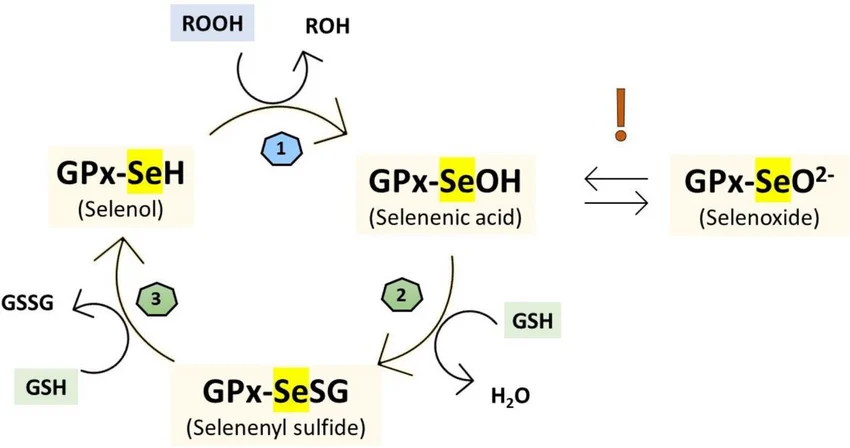 ROOH
ROH
!
1
GPx-SeH
(Selenol)
GPx-SeOH
(Selenenic acid)
GPx-SeO²⁻
(Selenoxide)
GSSG
3
2
GSH
GSH
GPx-SeSG
(Selenenyl sulfide)
H₂O